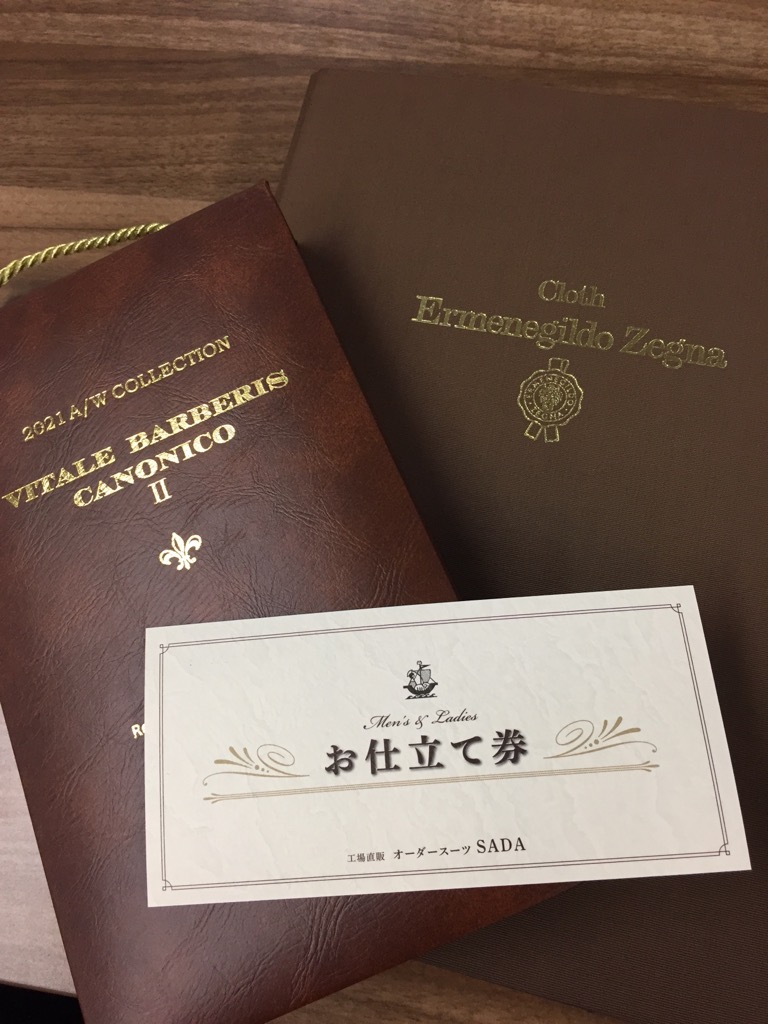 Cloth
Ermenegildo Zegna
2021 A/W COLLECTION
VITALE BARBERIS
CANONICO
II
Men's & Ladies
お仕立て券
工場直販 オーダースーツ SADA